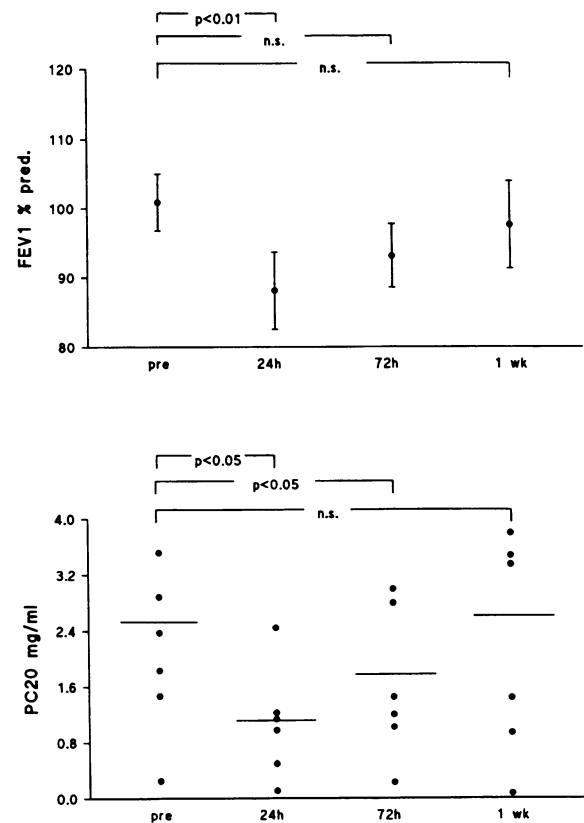 p<0.01
n.s.
n.s.
120
110
100
90
80
FEV1 % pred.
pre 24h 72h 1 wk
p<0.05
p<0.05
n.s.
4.0
3.2
2.4
1.6
0.8
0.0
PC20 mg/ml
pre 24h 72h 1 wk